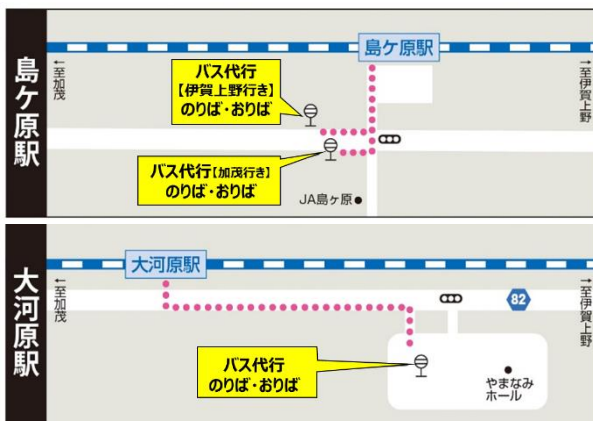 島ケ原駅
島ケ原駅
←至加茂
→至伊賀上野
バス代行
【伊賀上野行き】
のりば・おりば
バス代行【加茂行き】
のりば・おりば
JA島ヶ原
大河原駅
大河原駅
←至加茂
→至伊賀上野
82
バス代行
のりば・おりば
やまなみ
ホール